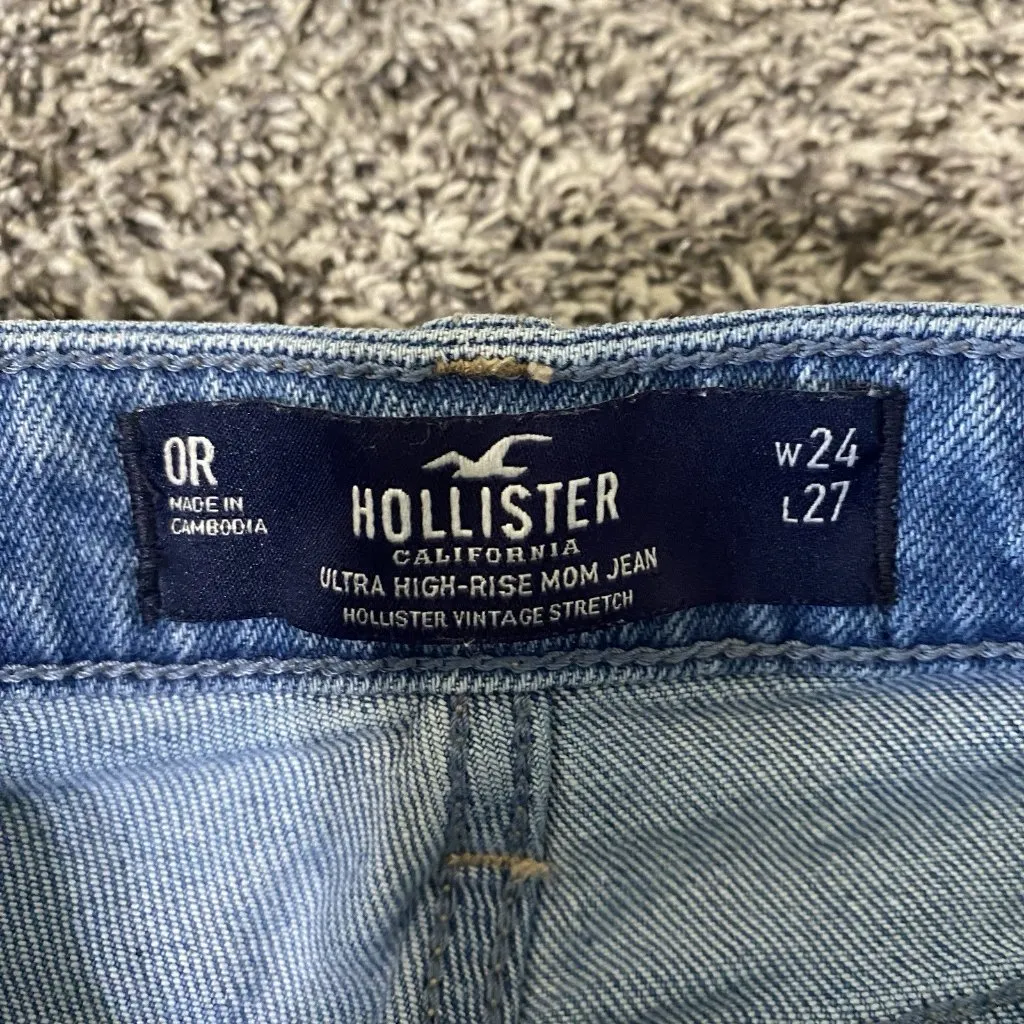 0R
MADE IN
CAMBODIA
HOLLISTER
CALIFORNIA
ULTRA HIGH-RISE MOM JEAN
HOLLISTER VINTAGE STRETCH
W24
L27